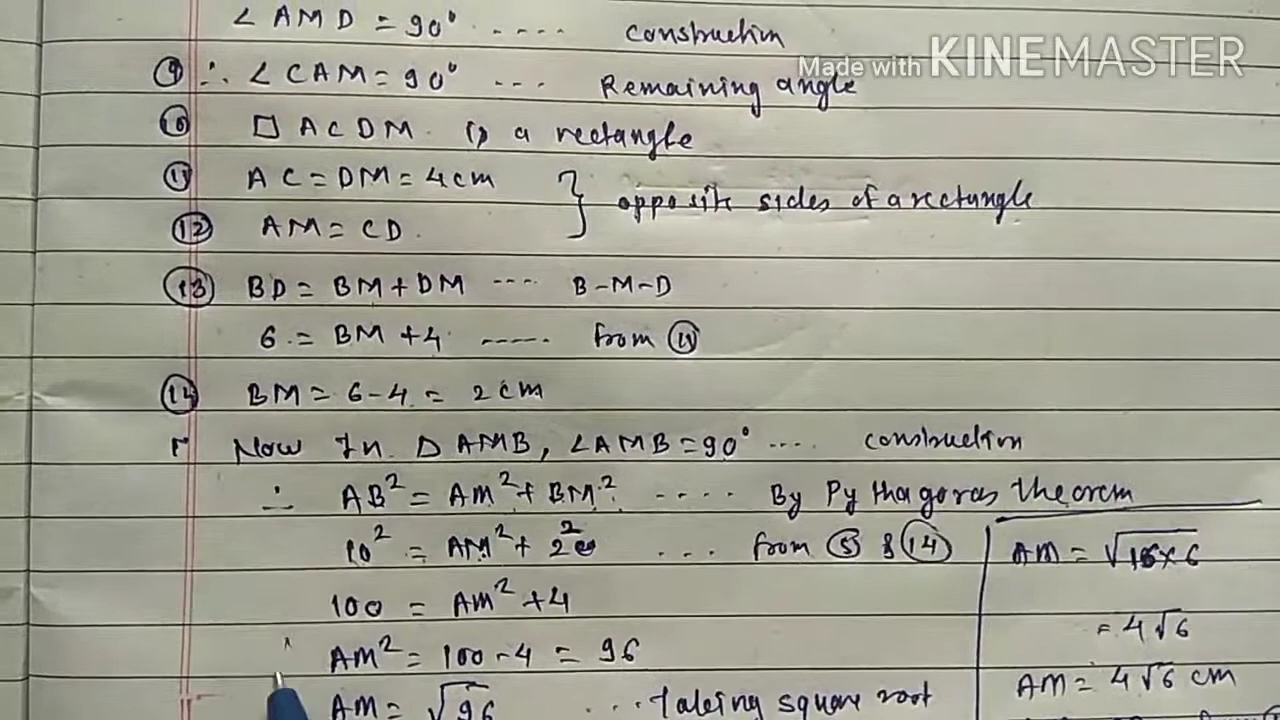 ∠AMD = 90° .... construction
Made with KINEMASTER
⑨ ∴ ∠CAM = 90° --- Remaining angle
⑩ □ ACDM is a rectangle
⑪ AC = DM = 4cm } opposite sides of a rectangle
⑫ AM = CD.
⑬ BD = BM + DM ---- B-M-D
6 = BM + 4 ----- from ⑪
⑭ BM = 6-4 = 2cm
Now In △AMB, ∠AMB = 90° .... construction
∴ AB² = AM² + BM² .... By Pythagoras theorem
10² = AM² + 2² ... from ⑤ & ⑭
100 = AM² + 4
AM² = 100 - 4 = 96
AM = √96 ... taking square root
AM = √16×6
= 4√6
AM = 4√6 cm